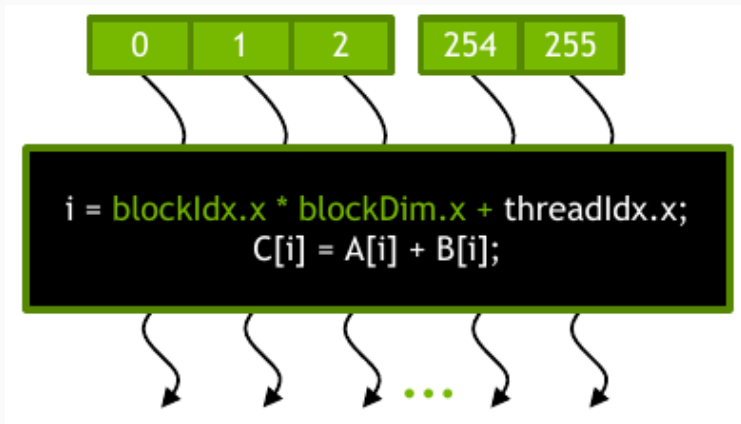 0 1 2 254 255
i = blockIdx.x * blockDim.x + threadIdx.x;
C[i] = A[i] + B[i];
...